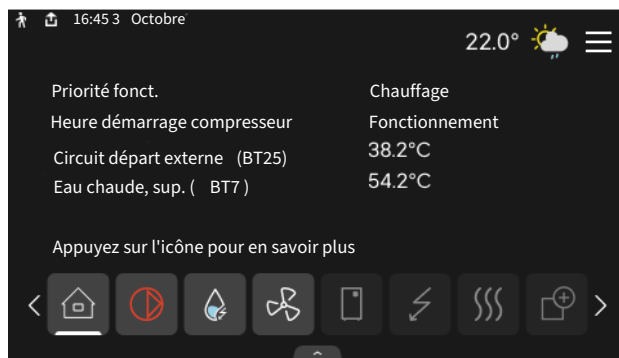 16:45 3 Octobre
22.0°
Priorité fonct. Chauffage
Heure démarrage compresseur Fonctionnement
Circuit départ externe (BT25) 38.2°C
Eau chaude, sup. ( BT7 ) 54.2°C
Appuyez sur l'icône pour en savoir plus